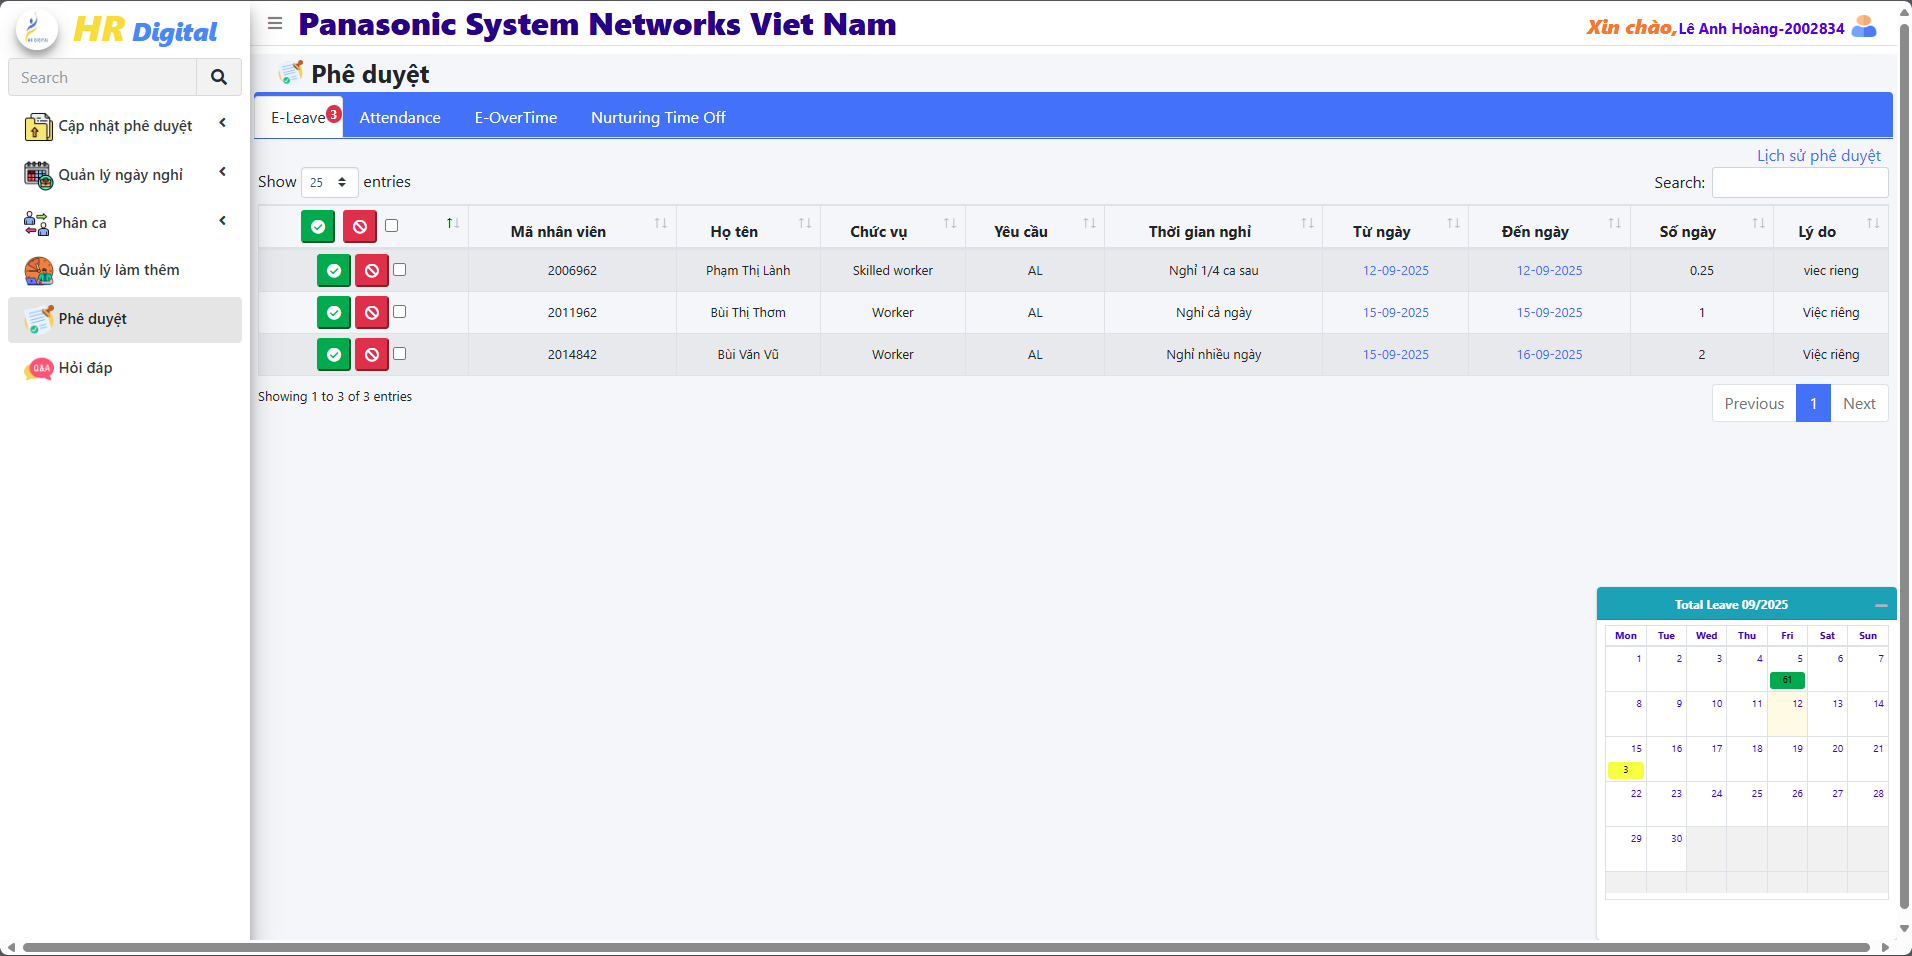 HR Digital
Panasonic System Networks Viet Nam
Xin chào, Lê Anh Hoàng-2002834
Search
Cập nhật phê duyệt
Quản lý ngày nghỉ
Phân ca
Quản lý làm thêm
Phê duyệt
Q&A Hỏi đáp
Phê duyệt
E-Leave 3 Attendance E-OverTime Nurturing Time Off
Lịch sử phê duyệt
Show 25 entries
Search:
Mã nhân viên Họ tên Chức vụ Yêu cầu Thời gian nghỉ Từ ngày Đến ngày Số ngày Lý do
2006962 Phạm Thị Lành Skilled worker AL Nghỉ 1/4 ca sau 12-09-2025 12-09-2025 0.25 viec rieng
2011962 Bùi Thị Thơm Worker AL Nghỉ cả ngày 15-09-2025 15-09-2025 1 Việc riêng
2014842 Bùi Văn Vũ Worker AL Nghỉ nhiều ngày 15-09-2025 16-09-2025 2 Việc riêng
Showing 1 to 3 of 3 entries
Previous 1 Next
Total Leave 09/2025
Mon Tue Wed Thu Fri Sat Sun
1 2 3 4 5 6 7
61
8 9 10 11 12 13 14
15 16 17 18 19 20 21
3
22 23 24 25 26 27 28
29 30